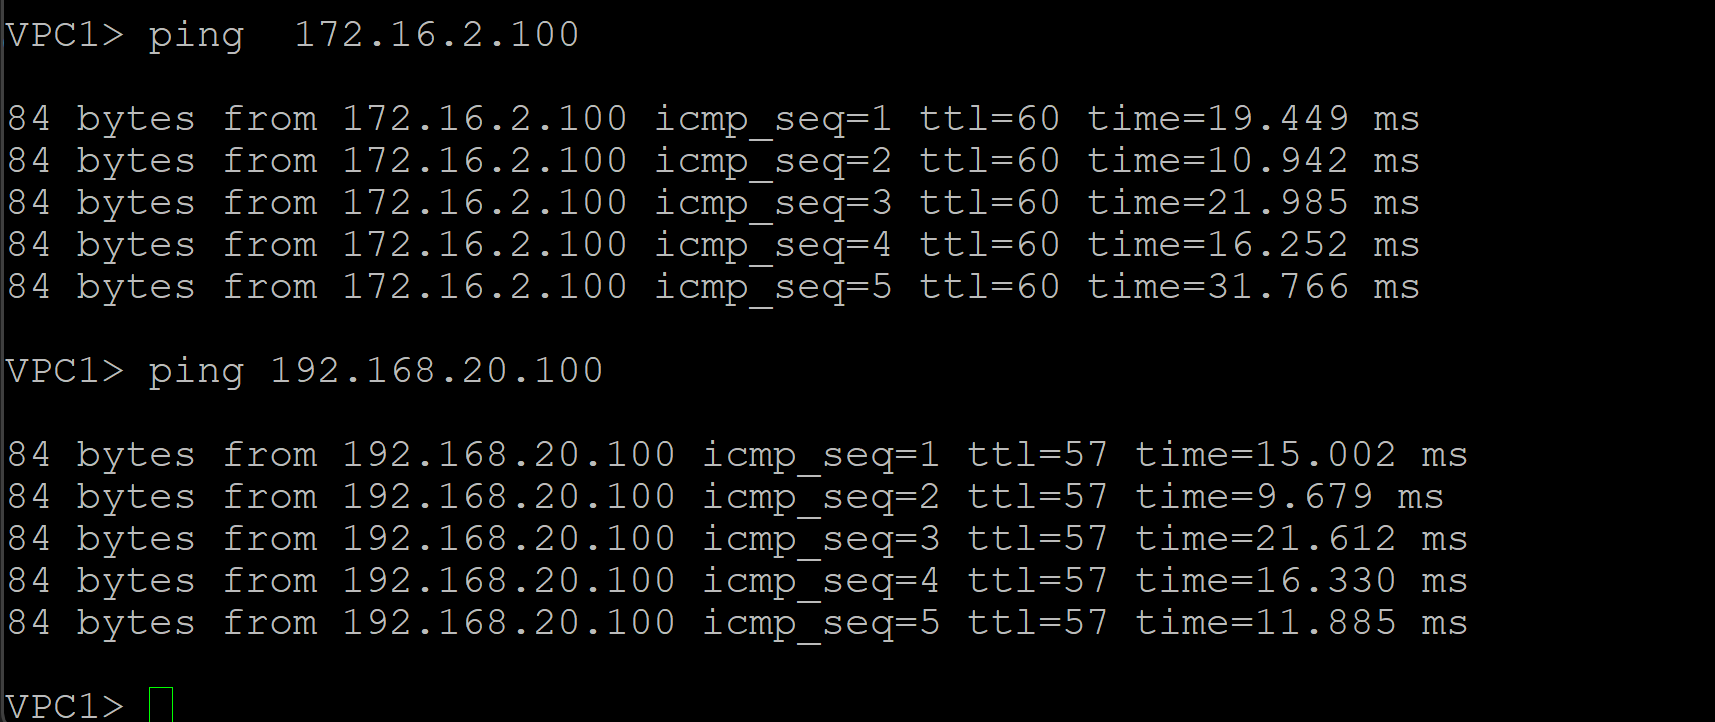 VPC1> ping  172.16.2.100
84 bytes from 172.16.2.100 icmp_seq=1 ttl=60 time=19.449 ms
84 bytes from 172.16.2.100 icmp_seq=2 ttl=60 time=10.942 ms
84 bytes from 172.16.2.100 icmp_seq=3 ttl=60 time=21.985 ms
84 bytes from 172.16.2.100 icmp_seq=4 ttl=60 time=16.252 ms
84 bytes from 172.16.2.100 icmp_seq=5 ttl=60 time=31.766 ms
VPC1> ping 192.168.20.100
84 bytes from 192.168.20.100 icmp_seq=1 ttl=57 time=15.002 ms
84 bytes from 192.168.20.100 icmp_seq=2 ttl=57 time=9.679 ms
84 bytes from 192.168.20.100 icmp_seq=3 ttl=57 time=21.612 ms
84 bytes from 192.168.20.100 icmp_seq=4 ttl=57 time=16.330 ms
84 bytes from 192.168.20.100 icmp_seq=5 ttl=57 time=11.885 ms
VPC1>